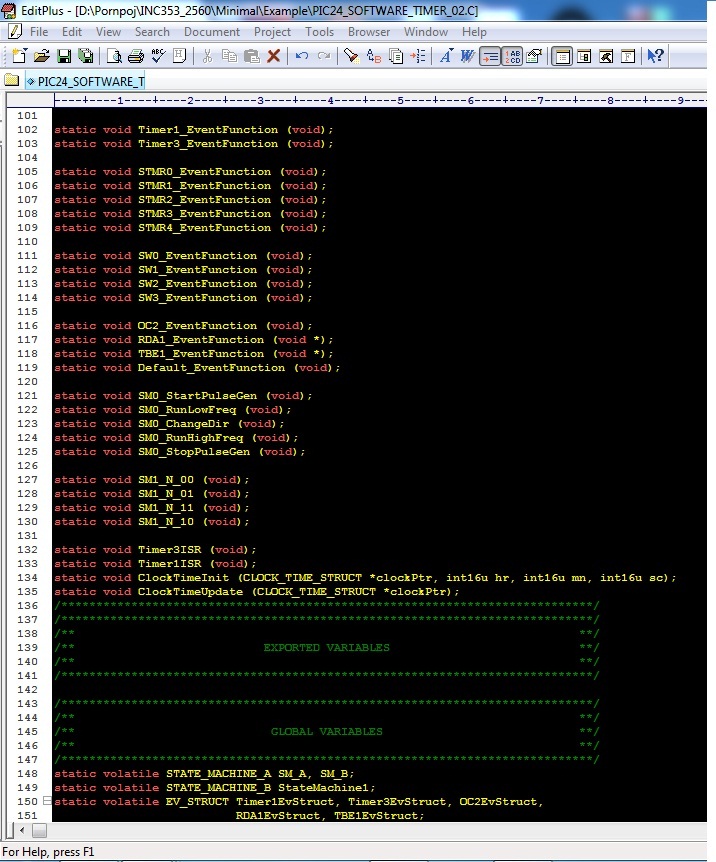 EditPlus - [D:\Pornpoj\INC353_2560\Minimal\Example\PIC24_SOFTWARE_TIMER_02.C]
File Edit View Search Document Project Tools Browser Window Help
PIC24_SOFTWARE_T
----+----1----+----2----+----3----+----4----+----5----+----6----+----7----+----8----+----9--
101
102 static void Timer1_EventFunction (void);
103 static void Timer3_EventFunction (void);
104
105 static void STMR0_EventFunction (void);
106 static void STMR1_EventFunction (void);
107 static void STMR2_EventFunction (void);
108 static void STMR3_EventFunction (void);
109 static void STMR4_EventFunction (void);
110
111 static void SW0_EventFunction (void);
112 static void SW1_EventFunction (void);
113 static void SW2_EventFunction (void);
114 static void SW3_EventFunction (void);
115
116 static void OC2_EventFunction (void);
117 static void RDA1_EventFunction (void *);
118 static void TBE1_EventFunction (void *);
119 static void Default_EventFunction (void);
120
121 static void SM0_StartPulseGen (void);
122 static void SM0_RunLowFreq (void);
123 static void SM0_ChangeDir (void);
124 static void SM0_RunHighFreq (void);
125 static void SM0_StopPulseGen (void);
126
127 static void SM1_N_00 (void);
128 static void SM1_N_01 (void);
129 static void SM1_N_11 (void);
130 static void SM1_N_10 (void);
131
132 static void Timer3ISR (void);
133 static void Timer1ISR (void);
134 static void ClockTimeInit (CLOCK_TIME_STRUCT *clockPtr, int16u hr, int16u mn, int16u sc);
135 static void ClockTimeUpdate (CLOCK_TIME_STRUCT *clockPtr);
136 /****************************************************************************/
137 /****************************************************************************/
138 /** **/
139 /** EXPORTED VARIABLES **/
140 /** **/
141 /****************************************************************************/
142
143 /****************************************************************************/
144 /** **/
145 /** GLOBAL VARIABLES **/
146 /** **/
147 /****************************************************************************/
148 static volatile STATE_MACHINE_A SM_A, SM_B;
149 static volatile STATE_MACHINE_B StateMachine1;
150 static volatile EV_STRUCT Timer1EvStruct, Timer3EvStruct, OC2EvStruct,
151 RDA1EvStruct, TBE1EvStruct;
For Help, press F1